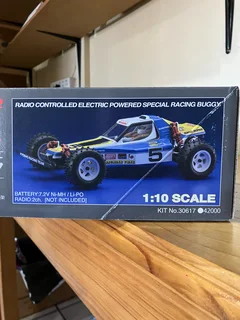 RADIO CONTROLLED ELECTRIC POWERED SPECIAL RACING BUGGY
5
BATTERY:7.2V Ni-MH / Li-PO
RADIO:2ch. [NOT INCLUDED]
1:10 SCALE
KIT No.30617 ●42000